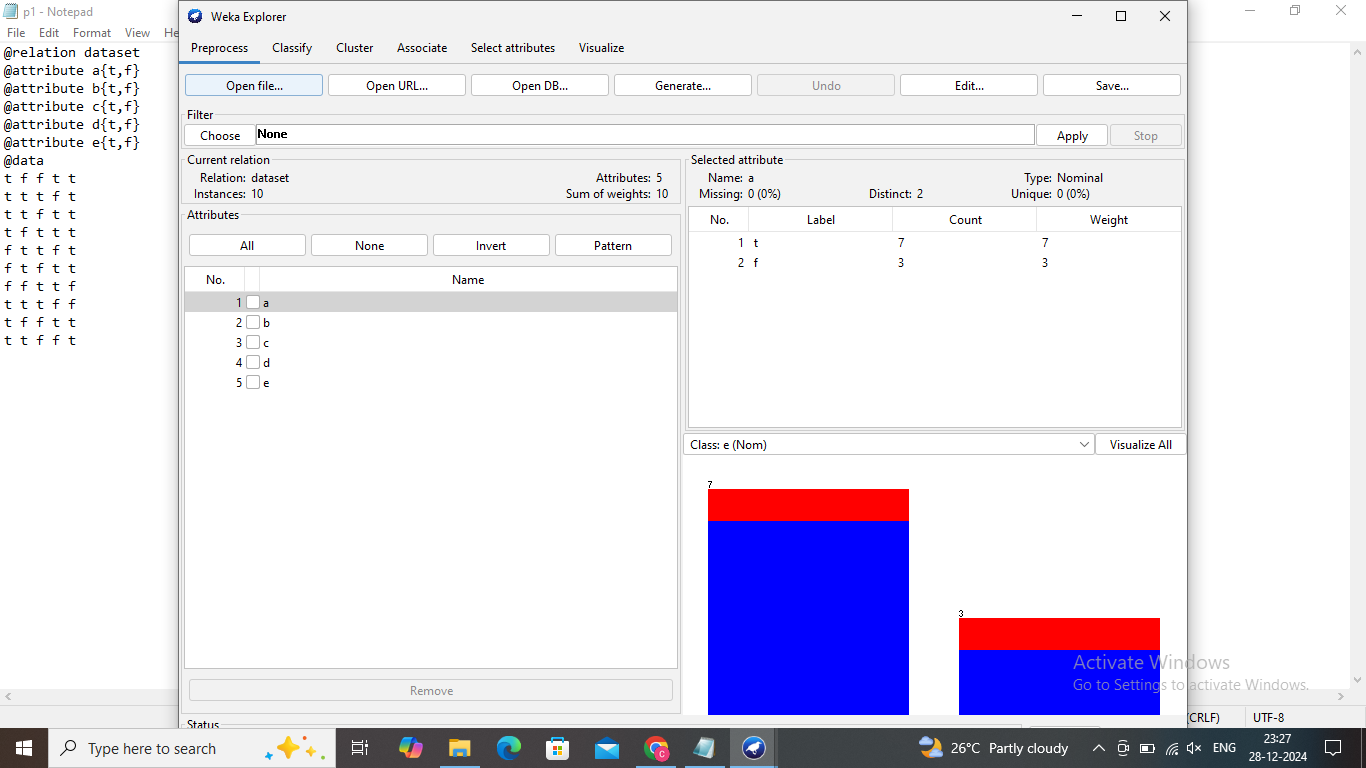 p1 - Notepad
File Edit Format View He
@relation dataset
@attribute a{t,f}
@attribute b{t,f}
@attribute c{t,f}
@attribute d{t,f}
@attribute e{t,f}
@data
t f f t t
t t t f t
t t f t t
t f t t t
f t t f t
f t f t t
f f t t f
t t t f f
t f f t t
t t f f t
Weka Explorer
Preprocess Classify Cluster Associate Select attributes Visualize
Open file... Open URL... Open DB... Generate... Undo Edit... Save...
Filter
Choose None Apply Stop
Current relation
Relation: dataset Attributes: 5
Instances: 10 Sum of weights: 10
Attributes
All None Invert Pattern
No. Name
1 a
2 b
3 c
4 d
5 e
Remove
Status
Selected attribute
Name: a Type: Nominal
Missing: 0 (0%) Distinct: 2 Unique: 0 (0%)
No. Label Count Weight
1 t 7 7
2 f 3 3
Class: e (Nom) Visualize All
7
3
Activate Windows
Go to Settings to activate Windows.
(CRLF) UTF-8
Type here to search
26°C Partly cloudy
ENG
23:27
28-12-2024